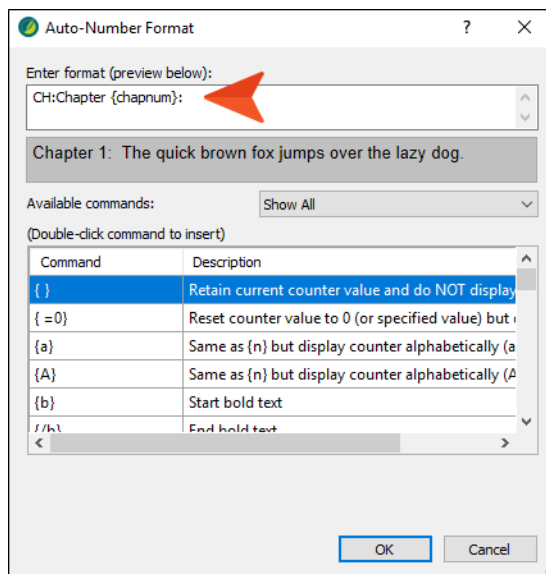 Auto-Number Format
?
Enter format (preview below):
CH:Chapter {chapnum}:
Chapter 1: The quick brown fox jumps over the lazy dog.
Available commands: Show All
(Double-click command to insert)
Command Description
{ } Retain current counter value and do NOT display
{ =0} Reset counter value to 0 (or specified value) but
{a} Same as {n} but display counter alphabetically (a
{A} Same as {n} but display counter alphabetically (A
{b} Start bold text
{/b} End bold text
OK Cancel